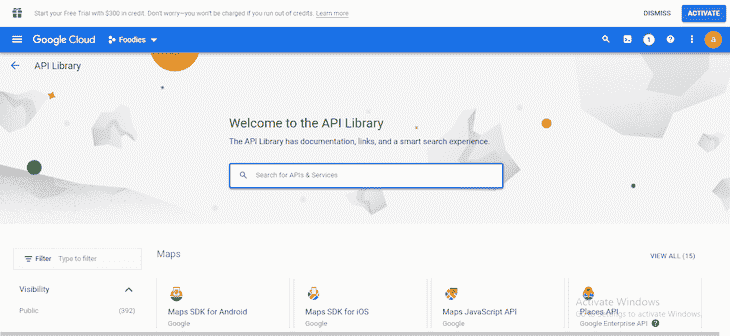 Start your Free Trial with $300 in credit. Don't worry—you won't be charged if you run out of credits. Learn more
DISMISS
ACTIVATE
Google Cloud
Foodies
1
a
API Library
Welcome to the API Library
The API Library has documentation, links, and a smart search experience.
Search for APIs & Services
Filter Type to filter
Maps
VIEW ALL (15)
Visibility
Public (392)
Maps SDK for Android
Google
Maps SDK for iOS
Google
Maps JavaScript API
Google
Places API
Google Enterprise API
Activate Windows
Go to Settings to activate Windows.